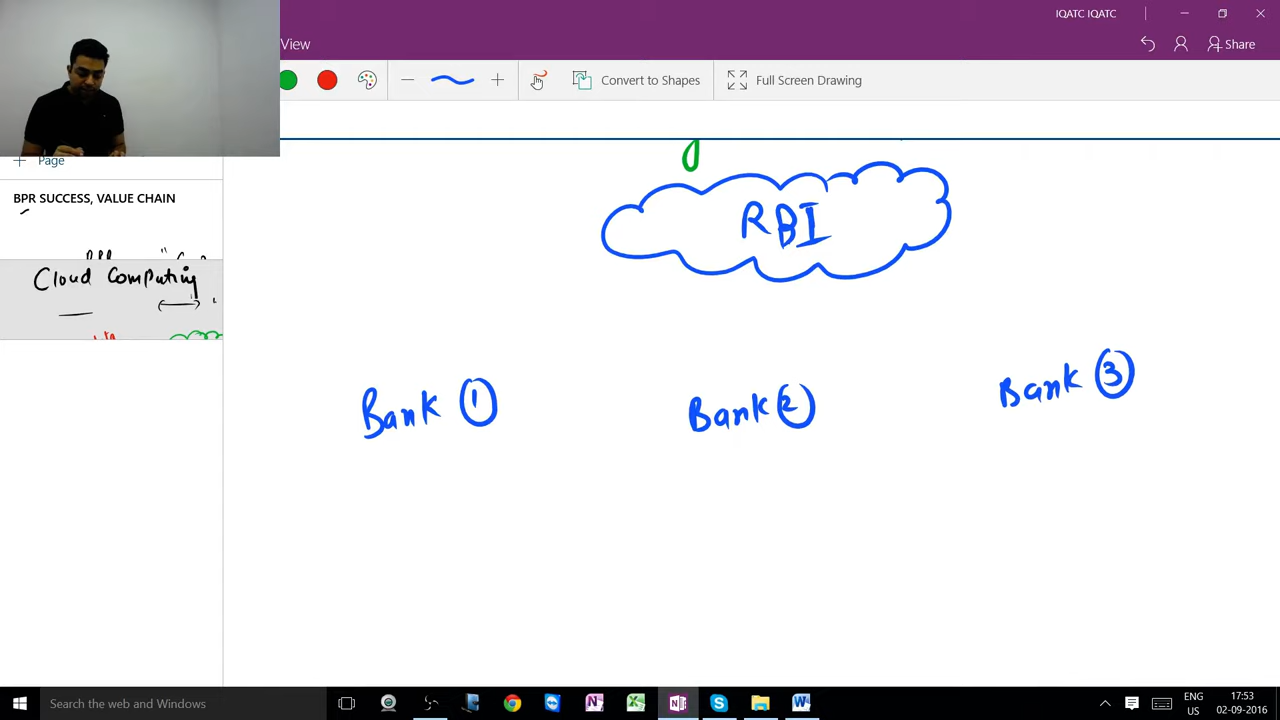 IQATC IQATC
View
Share
Convert to Shapes
Full Screen Drawing
+ Page
BPR SUCCESS, VALUE CHAIN
Cloud Computing
RBI
Bank 1
Bank 2
Bank 3
Search the web and Windows
ENG
US
17:53
02-09-2016